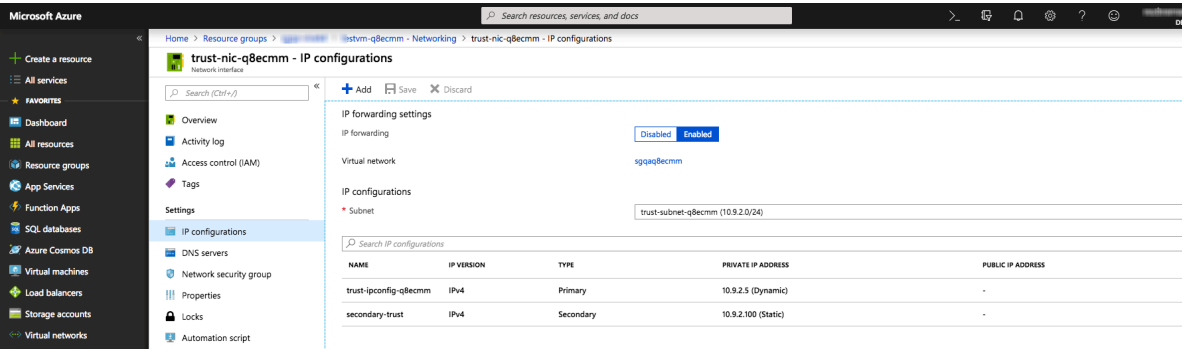 Microsoft Azure
Search resources, services, and docs
Home > Resource groups > testvm-q8ecmm - Networking > trust-nic-q8ecmm - IP configurations
trust-nic-q8ecmm - IP configurations
Network interface
Create a resource
All services
FAVORITES
Dashboard
All resources
Resource groups
App Services
Function Apps
SQL databases
Azure Cosmos DB
Virtual machines
Load balancers
Storage accounts
Virtual networks
Search (Ctrl+/)
Overview
Activity log
Access control (IAM)
Tags
Settings
IP configurations
DNS servers
Network security group
Properties
Locks
Automation script
Add Save Discard
IP forwarding settings
IP forwarding Disabled Enabled
Virtual network sgqaq8ecmm
IP configurations
* Subnet trust-subnet-q8ecmm (10.9.2.0/24)
Search IP configurations
NAME IP VERSION TYPE PRIVATE IP ADDRESS PUBLIC IP ADDRESS
trust-ipconfig-q8ecmm IPv4 Primary 10.9.2.5 (Dynamic) -
secondary-trust IPv4 Secondary 10.9.2.100 (Static) -